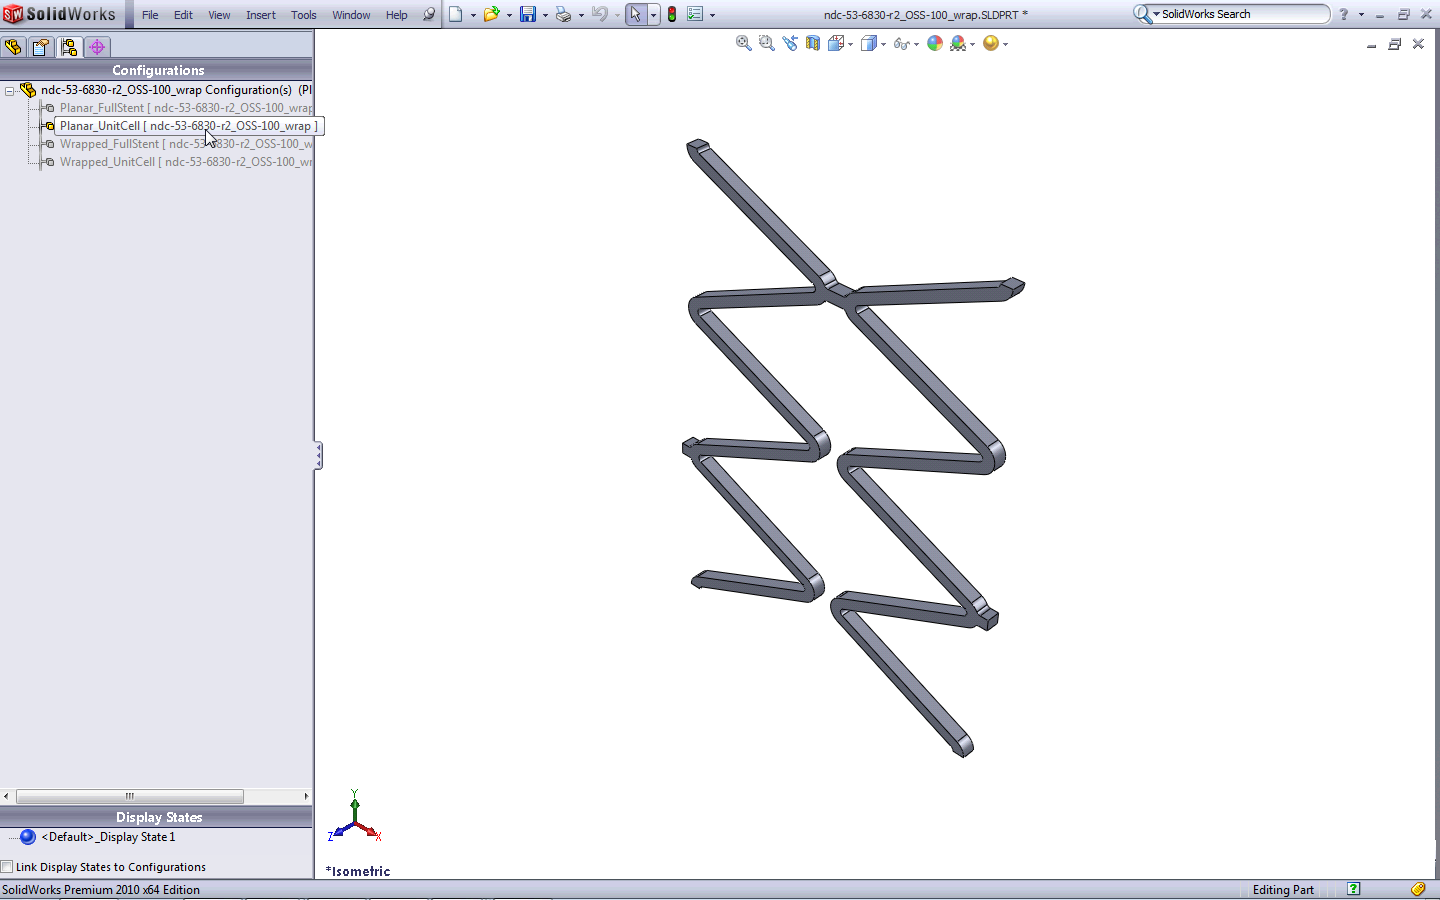 SW SolidWorks File Edit View Insert Tools Window Help ndc-53-6830-r2_OSS-100_wrap.SLDPRT * SolidWorks Search ?
Configurations
ndc-53-6830-r2_OSS-100_wrap Configuration(s) (Pl
Planar_FullStent [ ndc-53-6830-r2_OSS-100_wrap
Planar_UnitCell [ ndc-53-6830-r2_OSS-100_wrap ]
Wrapped_FullStent [ ndc-53-6830-r2_OSS-100_w
Wrapped_UnitCell [ ndc-53-6830-r2_OSS-100_wr
Y
Z
X
Display States
<Default>_Display State 1
Link Display States to Configurations
*Isometric
SolidWorks Premium 2010 x64 Edition Editing Part ?